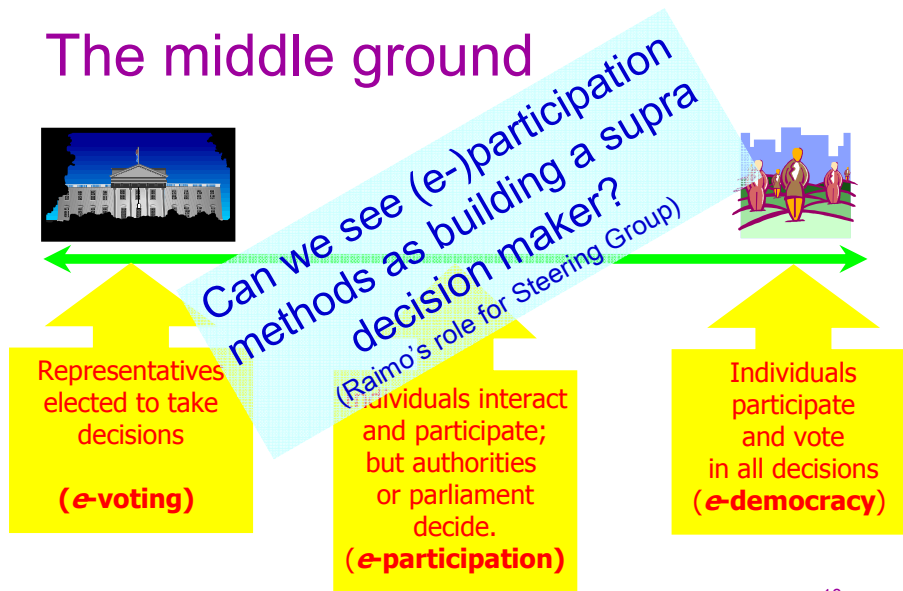 The middle ground
Can we see (e-)participation
methods as building a supra
decision maker?
(Raimo's role for Steering Group)
Representatives
elected to take
decisions
(e-voting)
Individuals interact
and participate;
but authorities
or parliament
decide.
(e-participation)
Individuals
participate
and vote
in all decisions
(e-democracy)